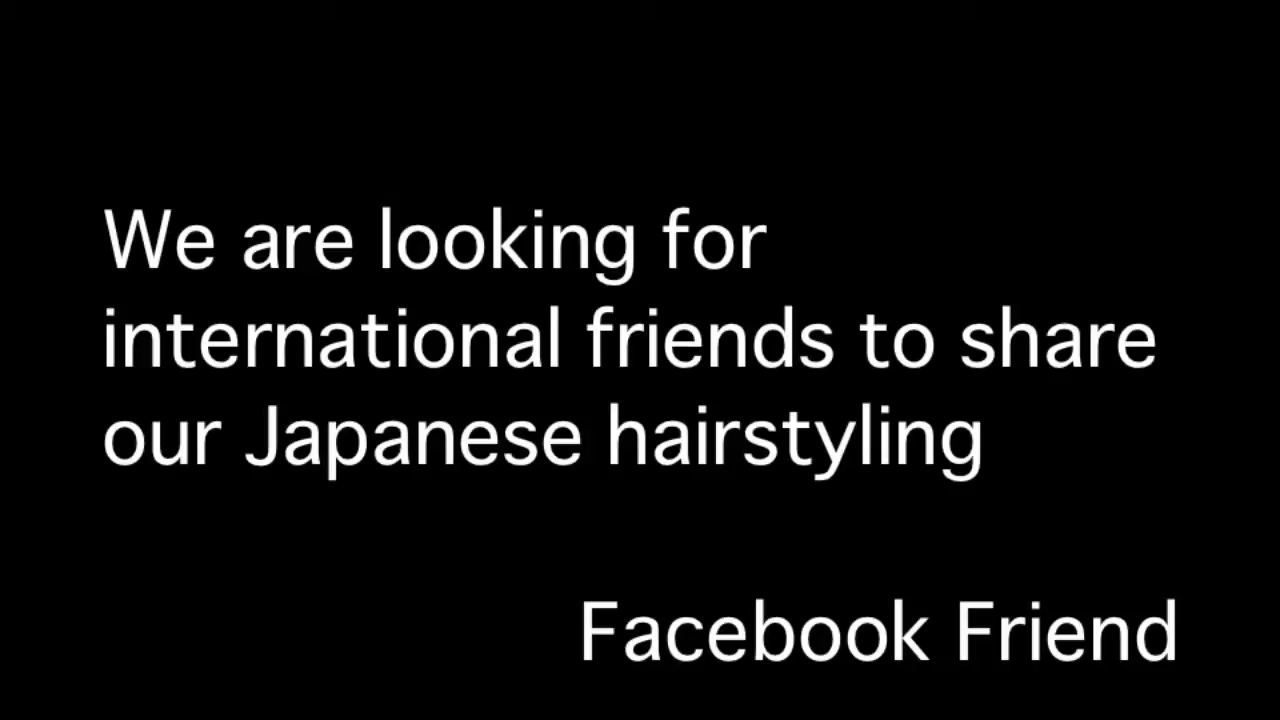 We are looking for
international friends to share
our Japanese hairstyling
Facebook Friend